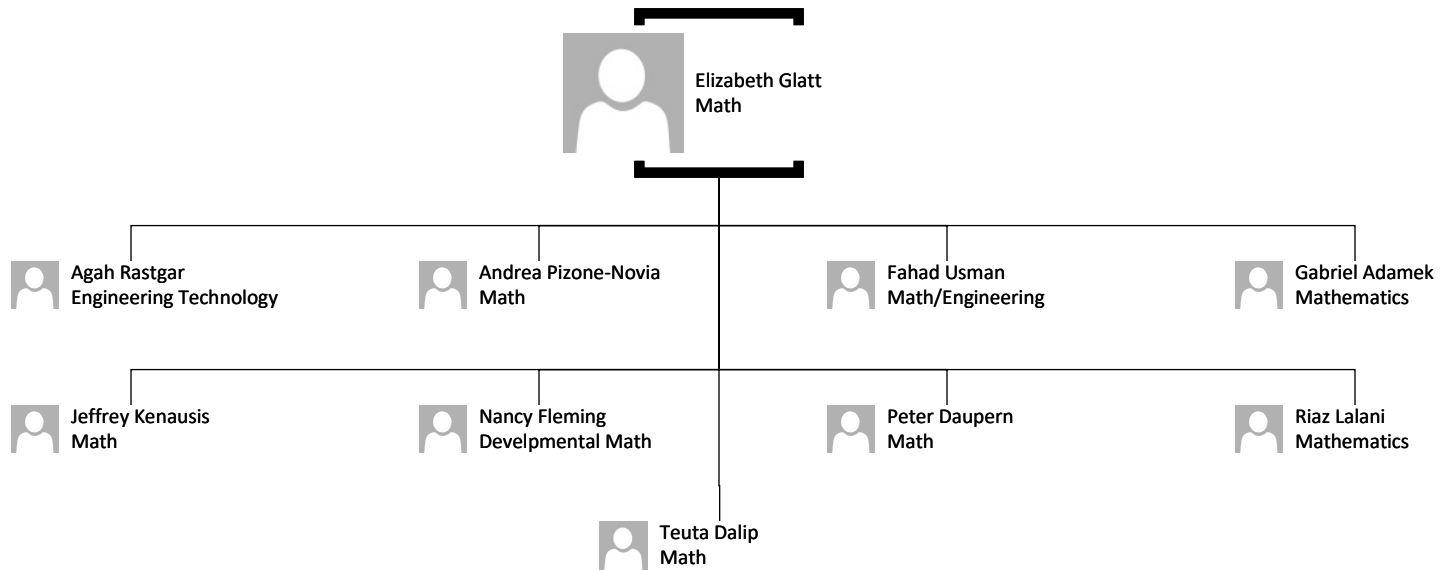 Elizabeth Glatt
Math
Agah Rastgar
Engineering Technology
Andrea Pizone-Novia
Math
Fahad Usman
Math/Engineering
Gabriel Adamek
Mathematics
Jeffrey Kenausis
Math
Nancy Fleming
Develpmental Math
Peter Daupern
Math
Riaz Lalani
Mathematics
Teuta Dalip
Math